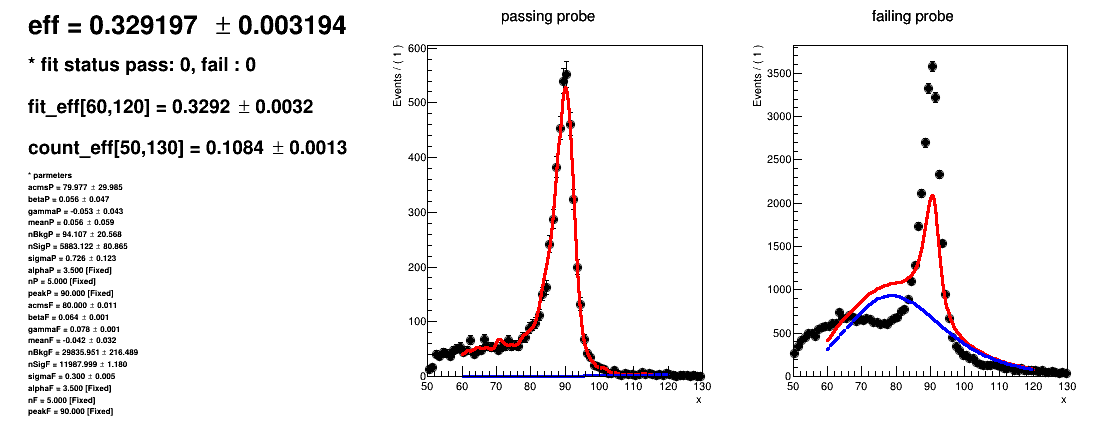 eff = 0.329197 ± 0.003194
* fit status pass: 0, fail : 0
fit_eff[60,120] = 0.3292 ± 0.0032
count_eff[50,130] = 0.1084 ± 0.0013
* parmeters
acmsP = 79.977 ± 29.985
betaP = 0.056 ± 0.047
gammaP = -0.053 ± 0.043
meanP = 0.056 ± 0.059
nBkgP = 94.107 ± 20.568
nSigP = 5883.122 ± 80.865
sigmaP = 0.726 ± 0.123
alphaP = 3.500 [Fixed]
nP = 5.000 [Fixed]
peakP = 90.000 [Fixed]
acmsF = 80.000 ± 0.011
betaF = 0.064 ± 0.001
gammaF = 0.078 ± 0.001
meanF = -0.042 ± 0.032
nBkgF = 29835.951 ± 216.489
nSigF = 11987.999 ± 1.180
sigmaF = 0.300 ± 0.005
alphaF = 3.500 [Fixed]
nF = 5.000 [Fixed]
peakF = 90.000 [Fixed]
passing probe
Events / ( 1 )
600
500
400
300
200
100
0
50 60 70 80 90 100 110 120 130
x
failing probe
Events / ( 1 )
3500
3000
2500
2000
1500
1000
500
0
50 60 70 80 90 100 110 120 130
x